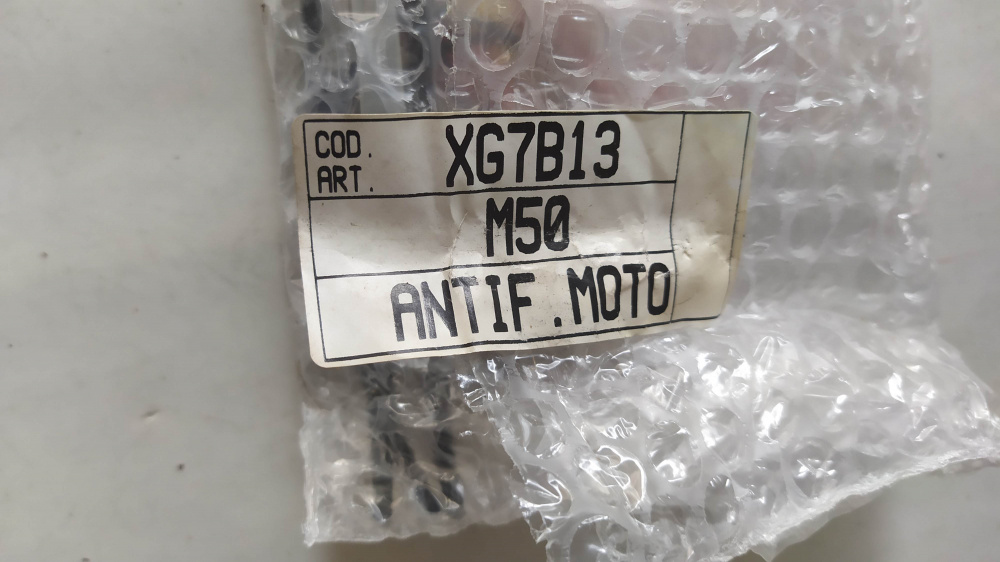 COD. ART. XG7B13
M50
ANTIF.MOTO